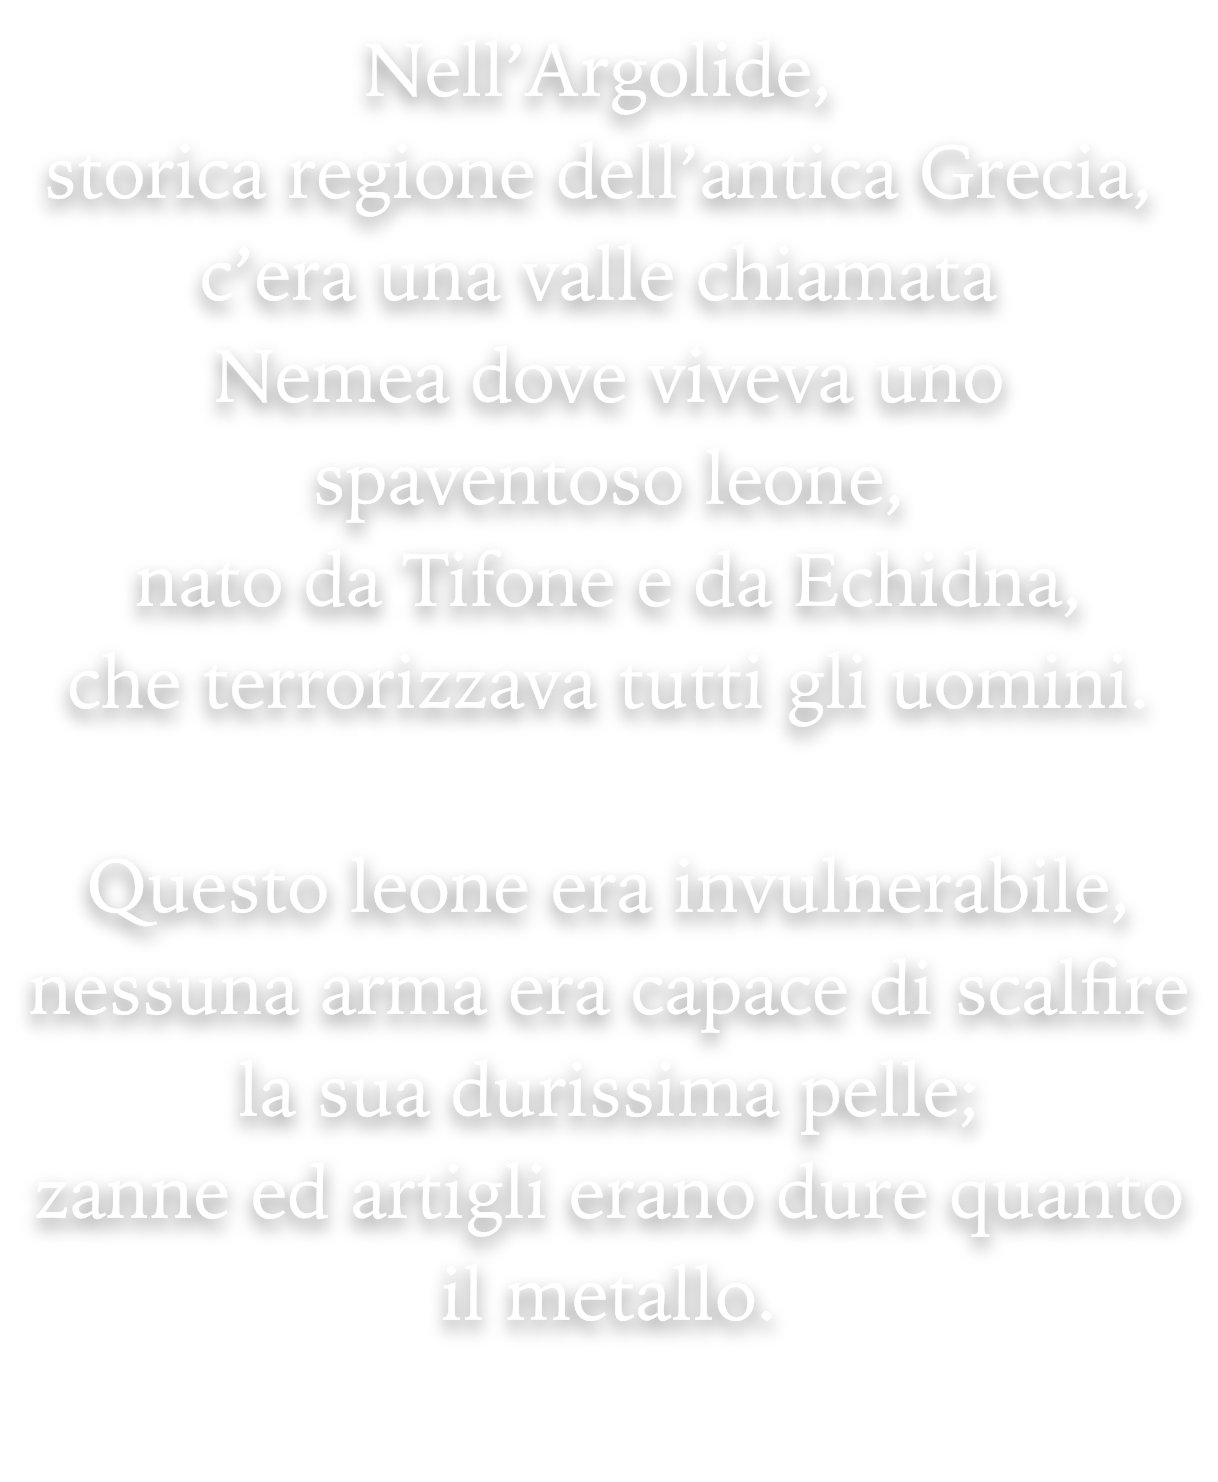 Nell’Argolide,
storica regione dell’antica Grecia,
c’era una valle chiamata
Nemea dove viveva uno
spaventoso leone,
nato da Tifone e da Echidna,
che terrorizzava tutti gli uomini.
Questo leone era invulnerabile,
nessuna arma era capace di scalfire
la sua durissima pelle;
zanne ed artigli erano dure quanto
il metallo.